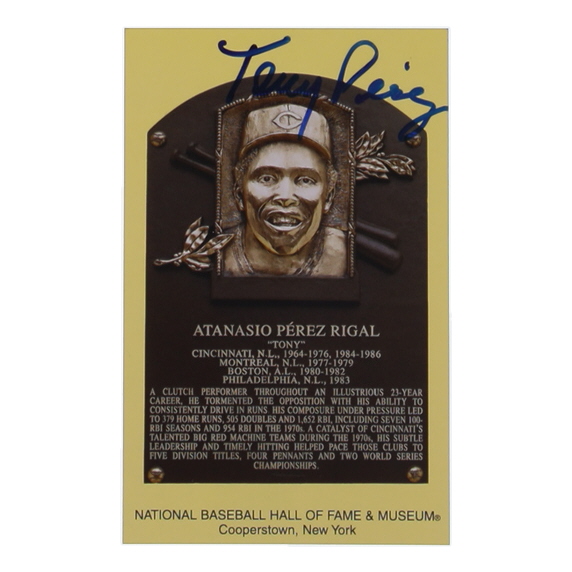 Tony Pérez
C
ATANASIO PÉREZ RIGAL
"TONY"
CINCINNATI, N.L., 1964-1976, 1984-1986
MONTREAL, N.L., 1977-1979
BOSTON, A.L., 1980-1982
PHILADELPHIA, N.L., 1983
A CLUTCH PERFORMER THROUGHOUT AN ILLUSTRIOUS 23-YEAR
CAREER, HE TORMENTED THE OPPOSITION WITH HIS ABILITY TO
CONSISTENTLY DRIVE IN RUNS. HIS COMPOSURE UNDER PRESSURE LED
TO 379 HOME RUNS, 505 DOUBLES AND 1,652 RBI, INCLUDING SEVEN 100-
RBI SEASONS AND 954 RBI IN THE 1970s. A CATALYST OF CINCINNATI'S
TALENTED BIG RED MACHINE TEAMS DURING THE 1970s, HIS SUBTLE
LEADERSHIP AND TIMELY HITTING HELPED PACE THOSE CLUBS TO
FIVE DIVISION TITLES, FOUR PENNANTS AND TWO WORLD SERIES
CHAMPIONSHIPS.
NATIONAL BASEBALL HALL OF FAME & MUSEUM®
Cooperstown, New York